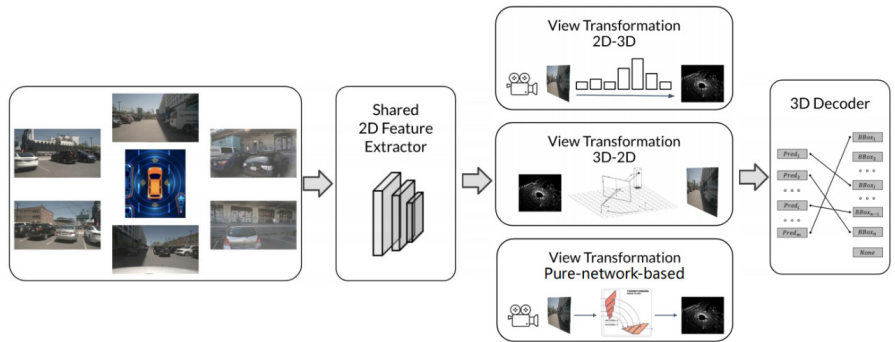 Shared
2D Feature
Extractor
View Transformation
2D-3D
View Transformation
3D-2D
View Transformation
Pure-network-based
3D Decoder
Pred₁
Pred₂
Predᵢ
Predₘ
BBox₁
BBox₂
BBoxᵢ
BBoxₙ₋₁
BBoxₙ
None